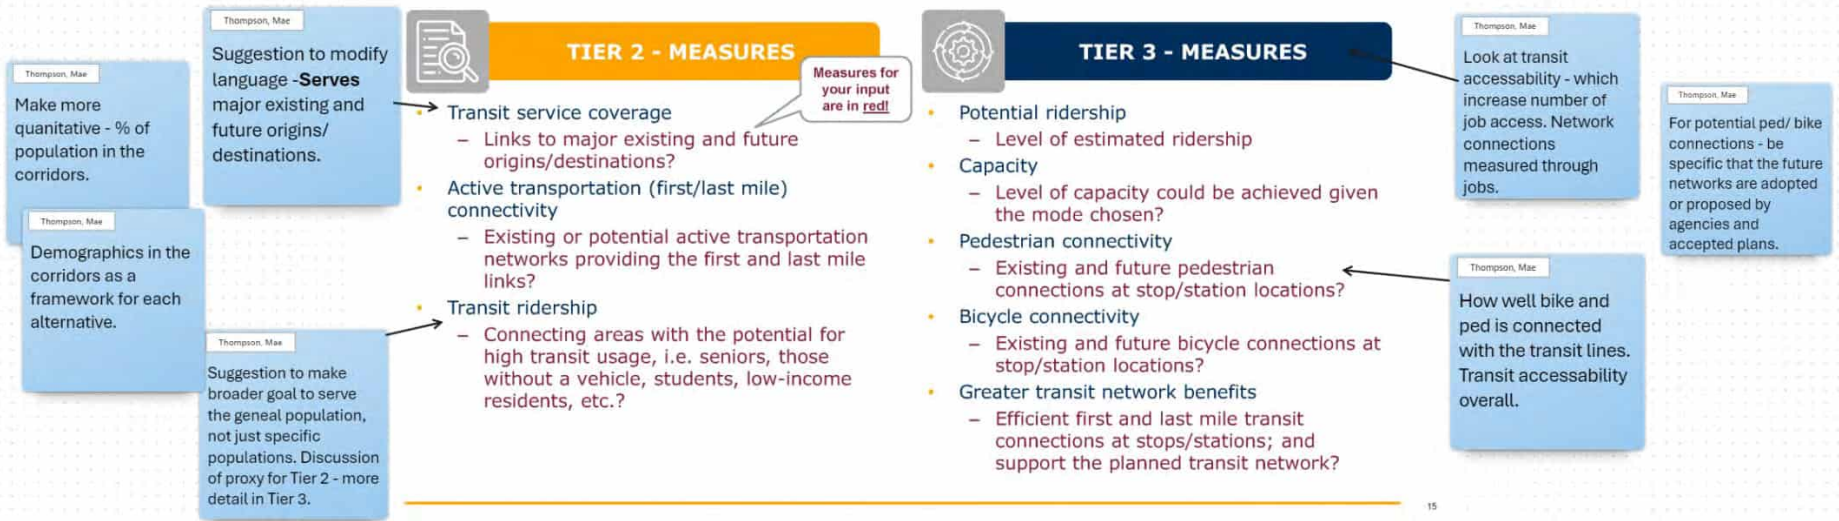 Thompson, Mae
Make more
quanitative - % of
population in the
corridors.
Thompson, Mae
Demographics in the
corridors as a
framework for each
alternative.
Thompson, Mae
Suggestion to modify
language -Serves
major existing and
future origins/
destinations.
Thompson, Mae
Suggestion to make
broader goal to serve
the geneal population,
not just specific
populations. Discussion
of proxy for Tier 2 - more
detail in Tier 3.
TIER 2 - MEASURES
Measures for
your input
are in red!
• Transit service coverage
– Links to major existing and future
origins/destinations?
• Active transportation (first/last mile)
connectivity
– Existing or potential active transportation
networks providing the first and last mile
links?
• Transit ridership
– Connecting areas with the potential for
high transit usage, i.e. seniors, those
without a vehicle, students, low-income
residents, etc.?
TIER 3 - MEASURES
• Potential ridership
– Level of estimated ridership
• Capacity
– Level of capacity could be achieved given
the mode chosen?
• Pedestrian connectivity
– Existing and future pedestrian
connections at stop/station locations?
• Bicycle connectivity
– Existing and future bicycle connections at
stop/station locations?
• Greater transit network benefits
– Efficient first and last mile transit
connections at stops/stations; and
support the planned transit network?
15
Thompson, Mae
Look at transit
accessability - which
increase number of
job access. Network
connections
measured through
jobs.
Thompson, Mae
For potential ped/ bike
connections - be
specific that the future
networks are adopted
or proposed by
agencies and
accepted plans.
Thompson, Mae
How well bike and
ped is connected
with the transit lines.
Transit accessability
overall.